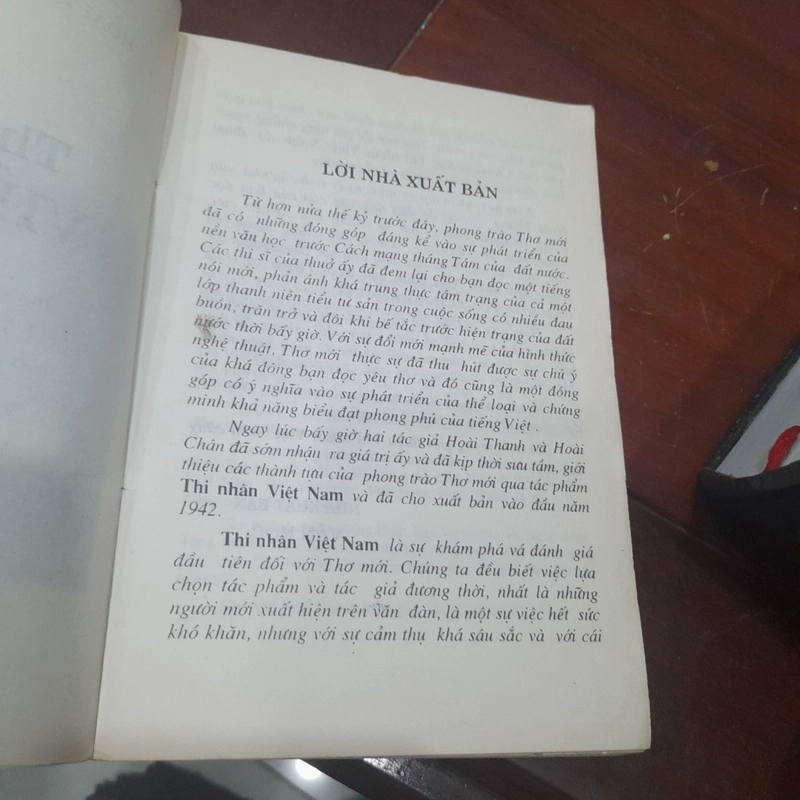 LỜI NHÀ XUẤT BẢN
Từ hơn nửa thế kỷ trước đây, phong trào Thơ mới
đã có những đóng góp đáng kể vào sự phát triển của
nền văn học trước Cách mạng tháng Tám của đất nước.
Các thi sĩ của thuở ấy đã đem lại cho bạn đọc một tiếng
nói mới, phản ánh khá trung thực tâm trạng của cả một
lớp thanh niên tiểu tư sản trong cuộc sống có nhiều đau
buồn, trăn trở và đôi khi bế tắc trước hiện trạng của đất
nước thời bấy giờ. Với sự đổi mới mạnh mẽ của hình thức
nghệ thuật. Thơ mới thực sự đã thu hút được sự chú ý
của khá đông bạn đọc yêu thơ và đó cũng là một đóng
góp có ý nghĩa vào sự phát triển của thể loại và chứng
minh khả năng biểu đạt phong phú của tiếng Việt .
Ngay lúc bấy giờ hai tác giả Hoài Thanh và Hoài
Chân đã sớm nhận ra giá trị ấy và đã kịp thời sưu tầm, giới
thiệu các thành tựu của phong trào Thơ mới qua tác phẩm
Thi nhân Việt Nam và đã cho xuất bản vào đầu năm
1942.
Thi nhân Việt Nam là sự khám phá vá đánh giá
đầu tiên đối với Thơ mới. Chúng ta đều biết việc lựa
chọn tác phẩm và tác giả đương thời, nhất là những
người mới xuất hiện trên văn đàn, là một sự việc hết sức
khó khăn, nhưng với sự cảm thụ khá sâu sắc và với cái